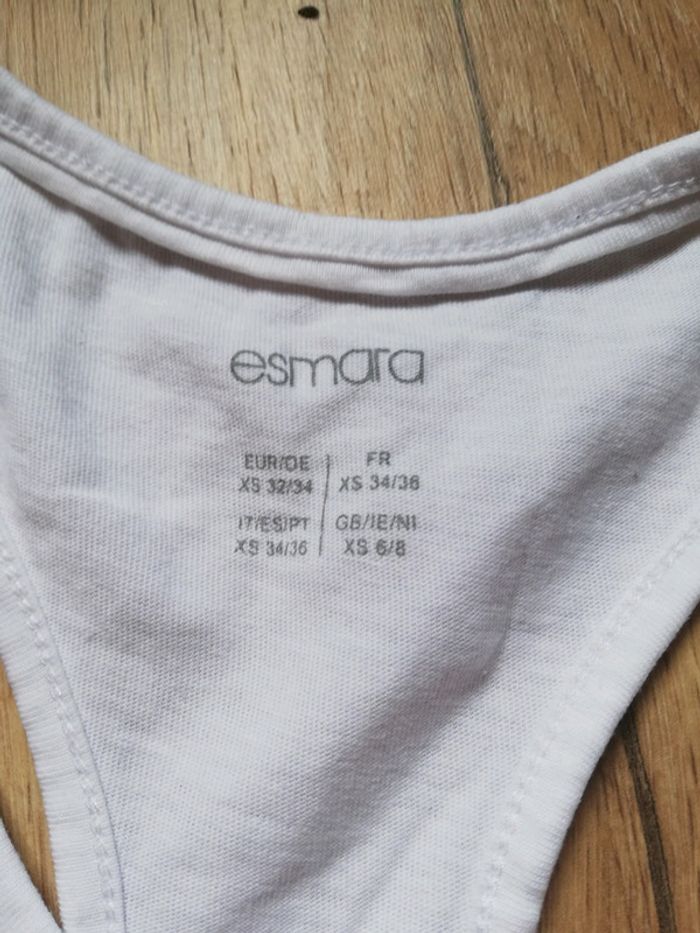 esmara
EUR/DE | FR
XS 32/34 | XS 34/36
IT/ES/PT | GB/IE/NI
XS 34/36 | XS 6/8